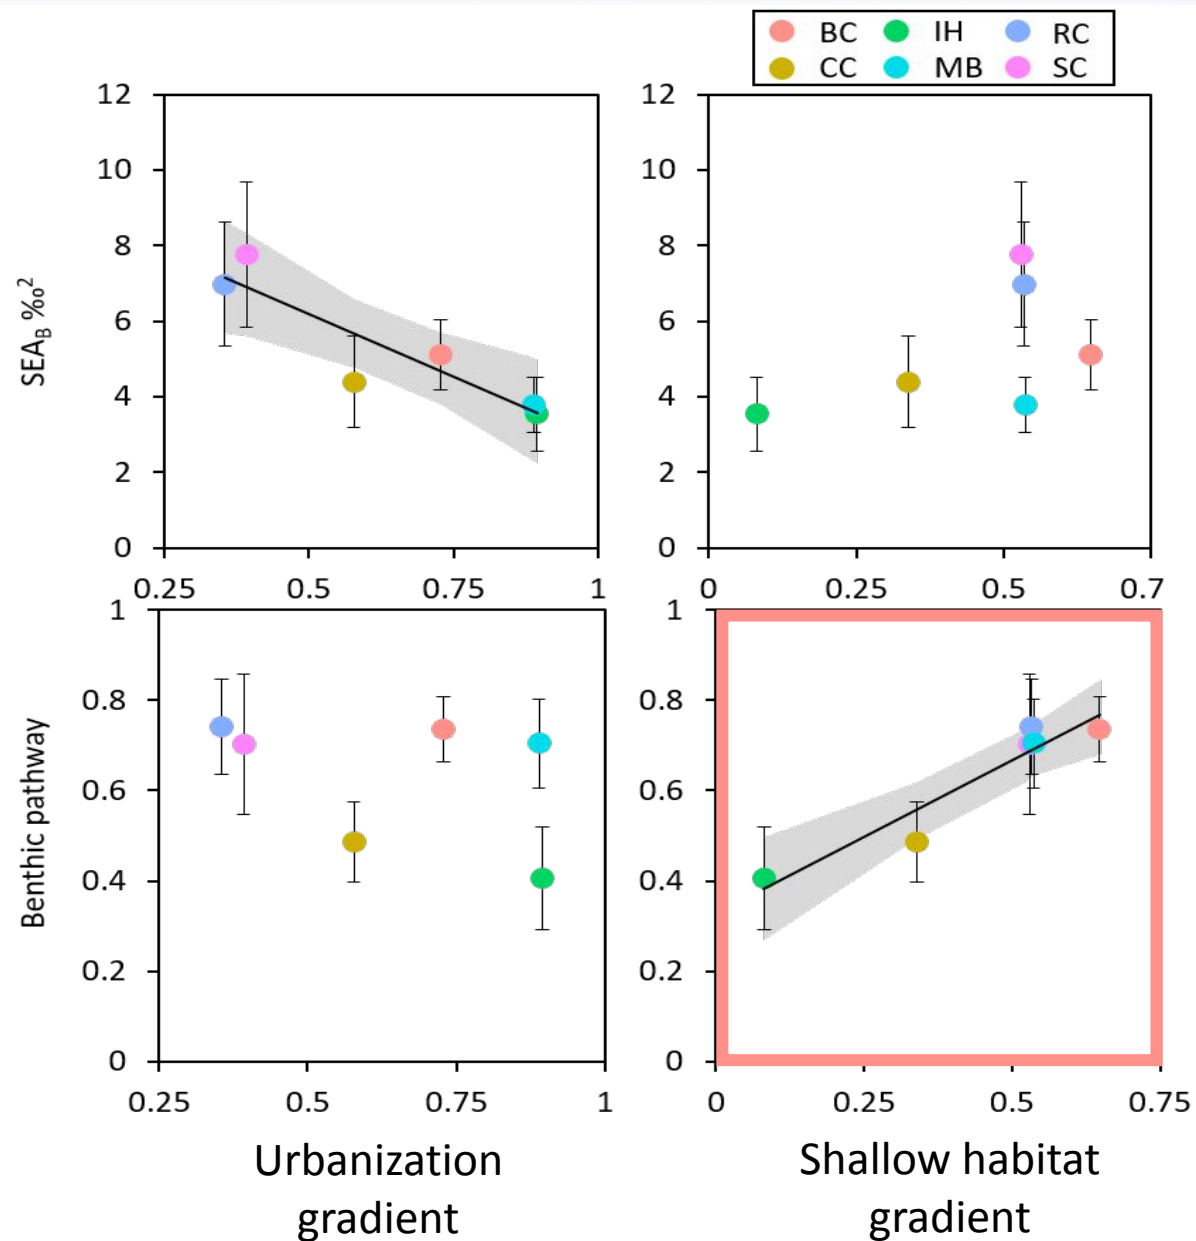 BC IH RC
CC MB SC
12 12
10 10
8 8
6 6
4 4
2 2
0 0
SEA_B ‰²
0.25 0.5 0.75 1 0 0.25 0.5 0.7
1 1
0.8 0.8
0.6 0.6
0.4 0.4
0.2 0.2
0 0
Benthic pathway
0.25 0.5 0.75 1 0 0.25 0.5 0.75
Urbanization
gradient
Shallow habitat
gradient